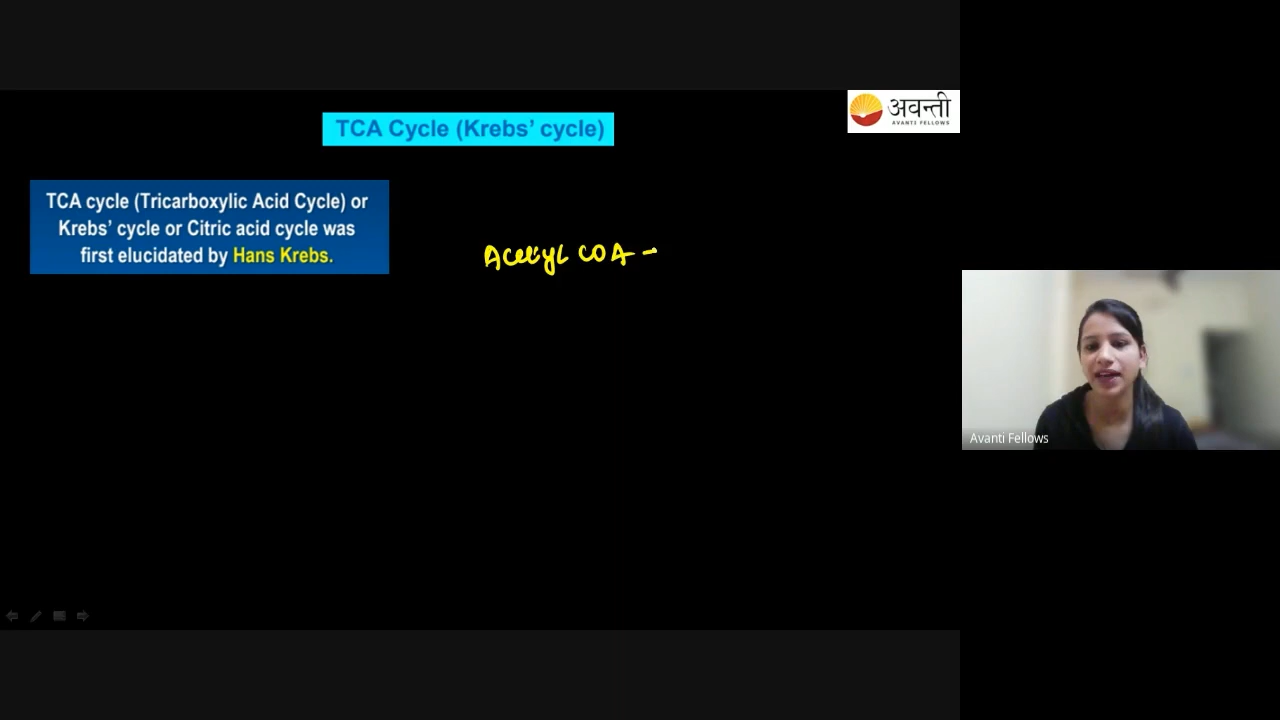 TCA Cycle (Krebs' cycle)
अवन्ती
AVANTI FELLOWS
TCA cycle (Tricarboxylic Acid Cycle) or
Krebs' cycle or Citric acid cycle was
first elucidated by Hans Krebs.
Acetyl COA -
Avanti Fellows